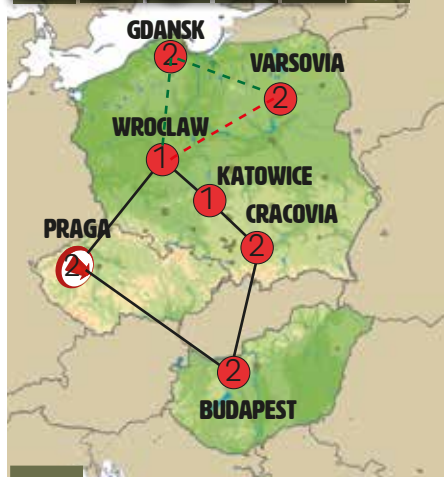 GDANSK
2
VARSOVIA
2
WROCLAW
1
KATOWICE
1
CRACOVIA
2
PRAGA
2
2
BUDAPEST